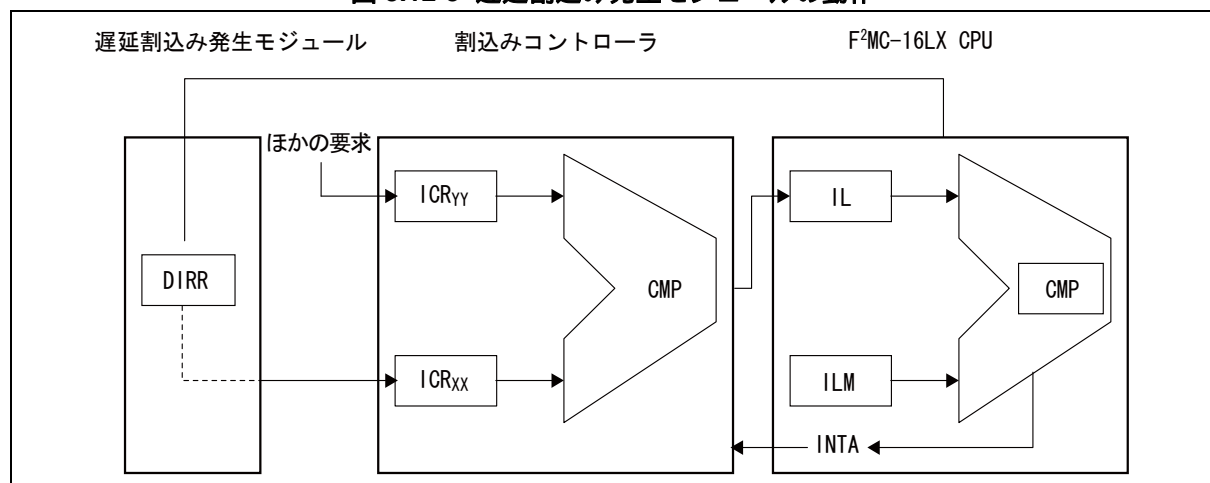 遅延割込み発生モジュール 割込みコントローラ F²MC-16LX CPU
ほかの要求
ICRYY IL
DIRR CMP CMP
ICRXX ILM
INTA